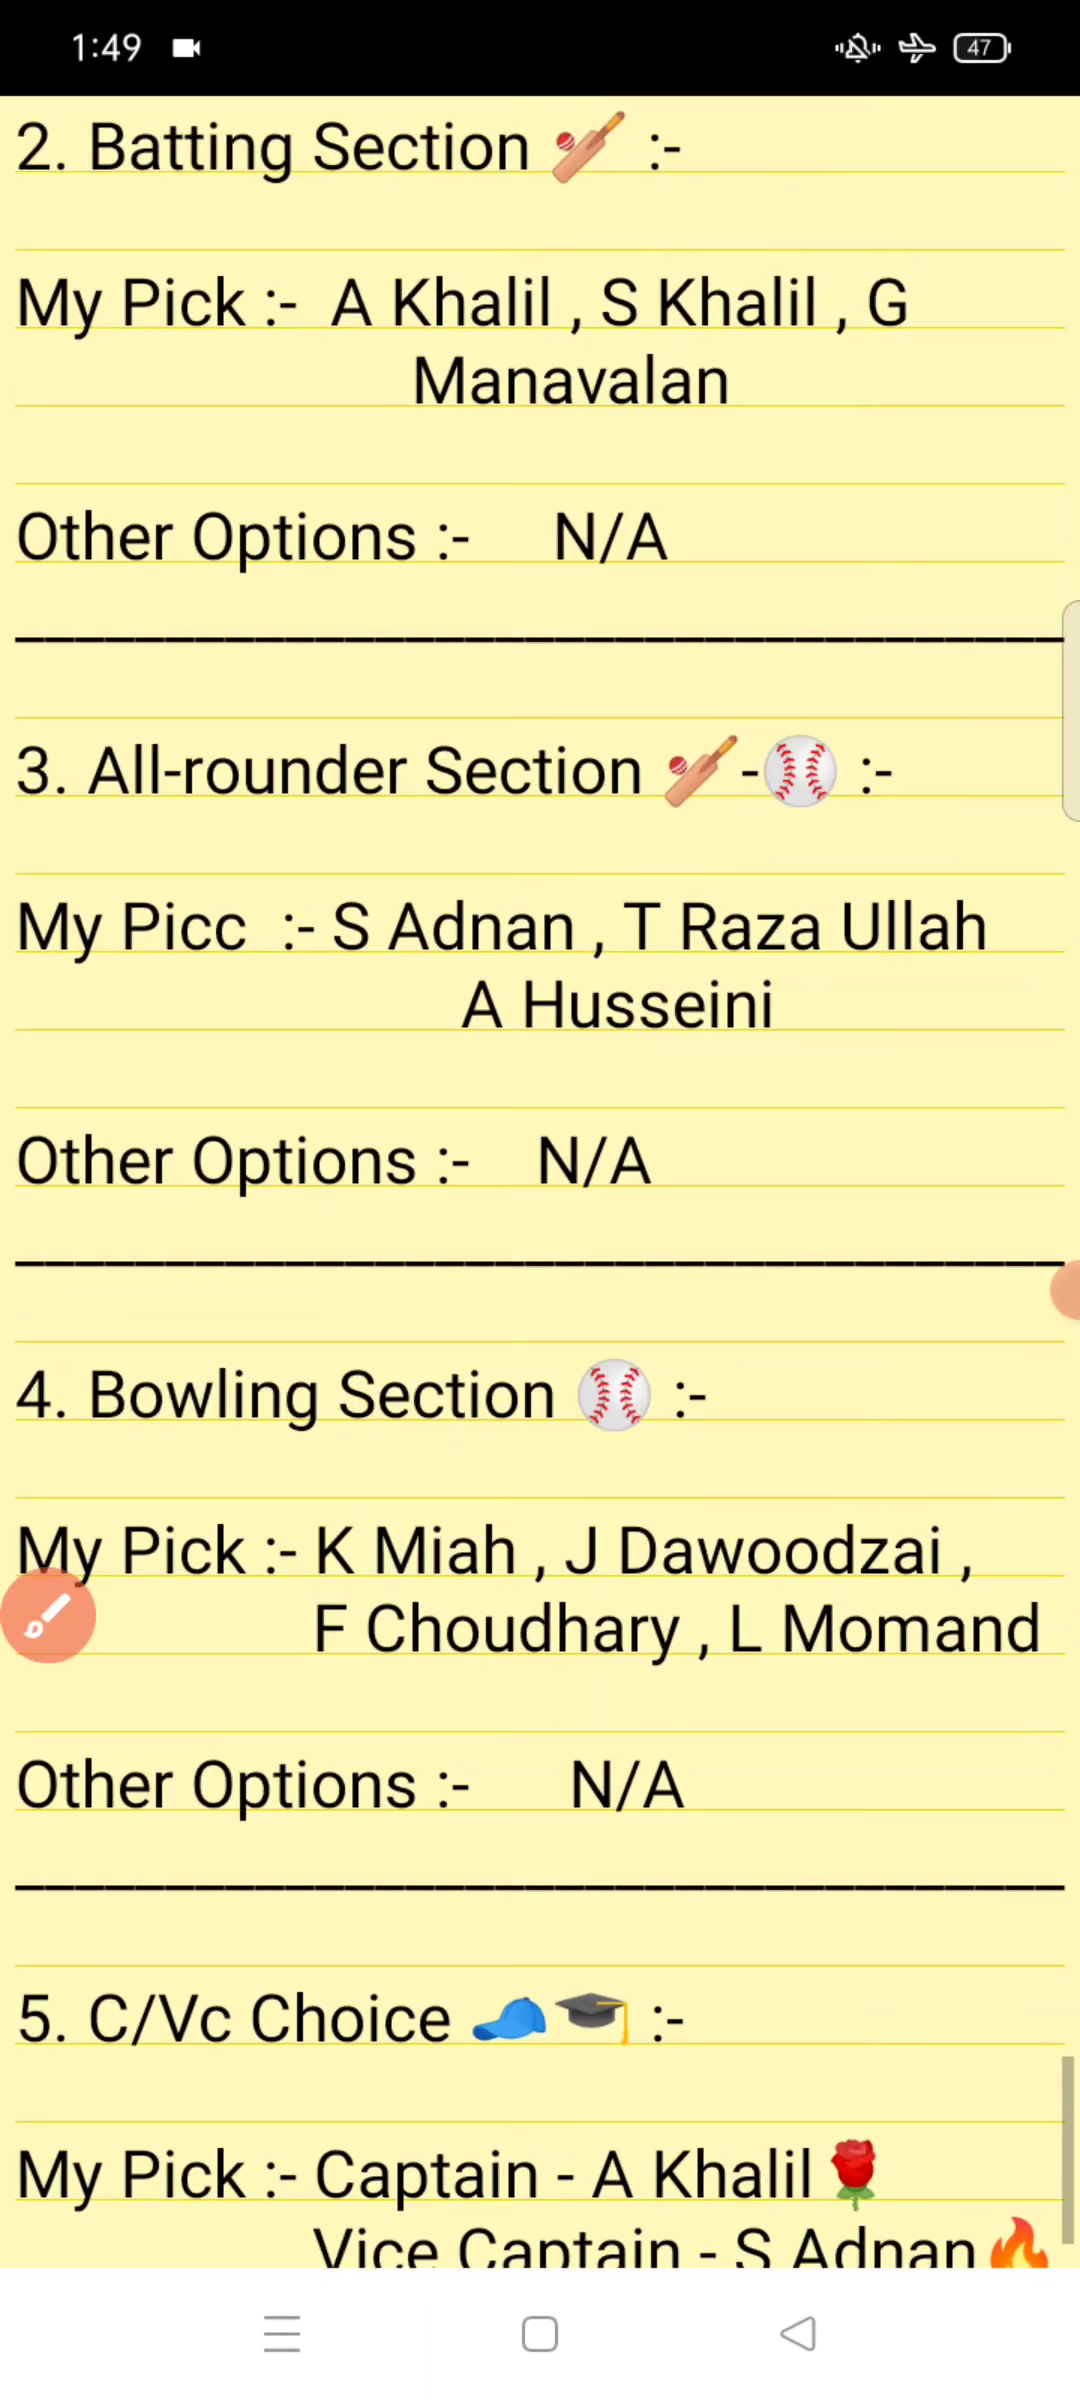 1:49
47
2. Batting Section 🏏 :-
My Pick :- A Khalil , S Khalil , G
Manavalan
Other Options :- N/A
3. All-rounder Section 🏏-⚾ :-
My Picc :- S Adnan , T Raza Ullah
A Husseini
Other Options :- N/A
4. Bowling Section ⚾ :-
My Pick :- K Miah , J Dawoodzai ,
F Choudhary , L Momand
Other Options :- N/A
5. C/Vc Choice 🧢🎓 :-
My Pick :- Captain - A Khalil🌹
Vice Captain - S Adnan🔥